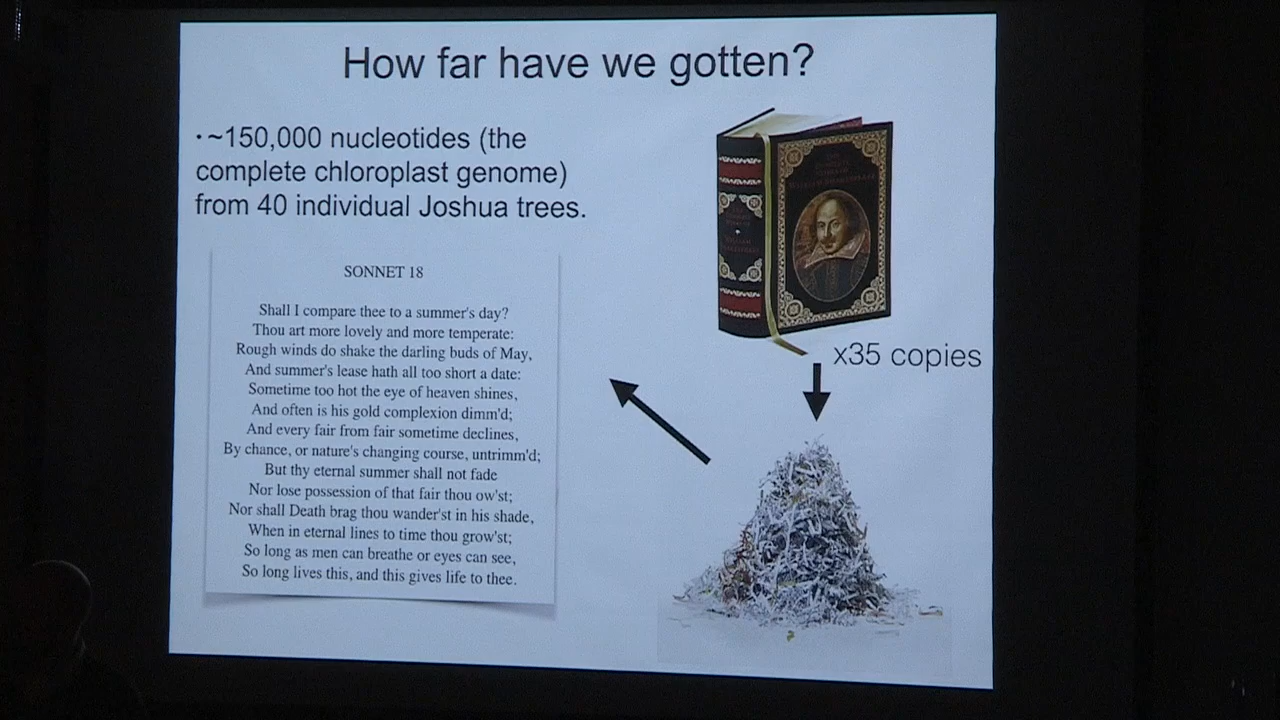 How far have we gotten?
·~150,000 nucleotides (the
complete chloroplast genome)
from 40 individual Joshua trees.
SONNET 18
Shall I compare thee to a summer's day?
Thou art more lovely and more temperate:
Rough winds do shake the darling buds of May,
And summer's lease hath all too short a date:
Sometime too hot the eye of heaven shines,
And often is his gold complexion dimm'd;
And every fair from fair sometime declines,
By chance, or nature's changing course, untrimm'd;
But thy eternal summer shall not fade
Nor lose possession of that fair thou ow'st;
Nor shall Death brag thou wander'st in his shade,
When in eternal lines to time thou grow'st;
So long as men can breathe or eyes can see,
So long lives this, and this gives life to thee.
x35 copies